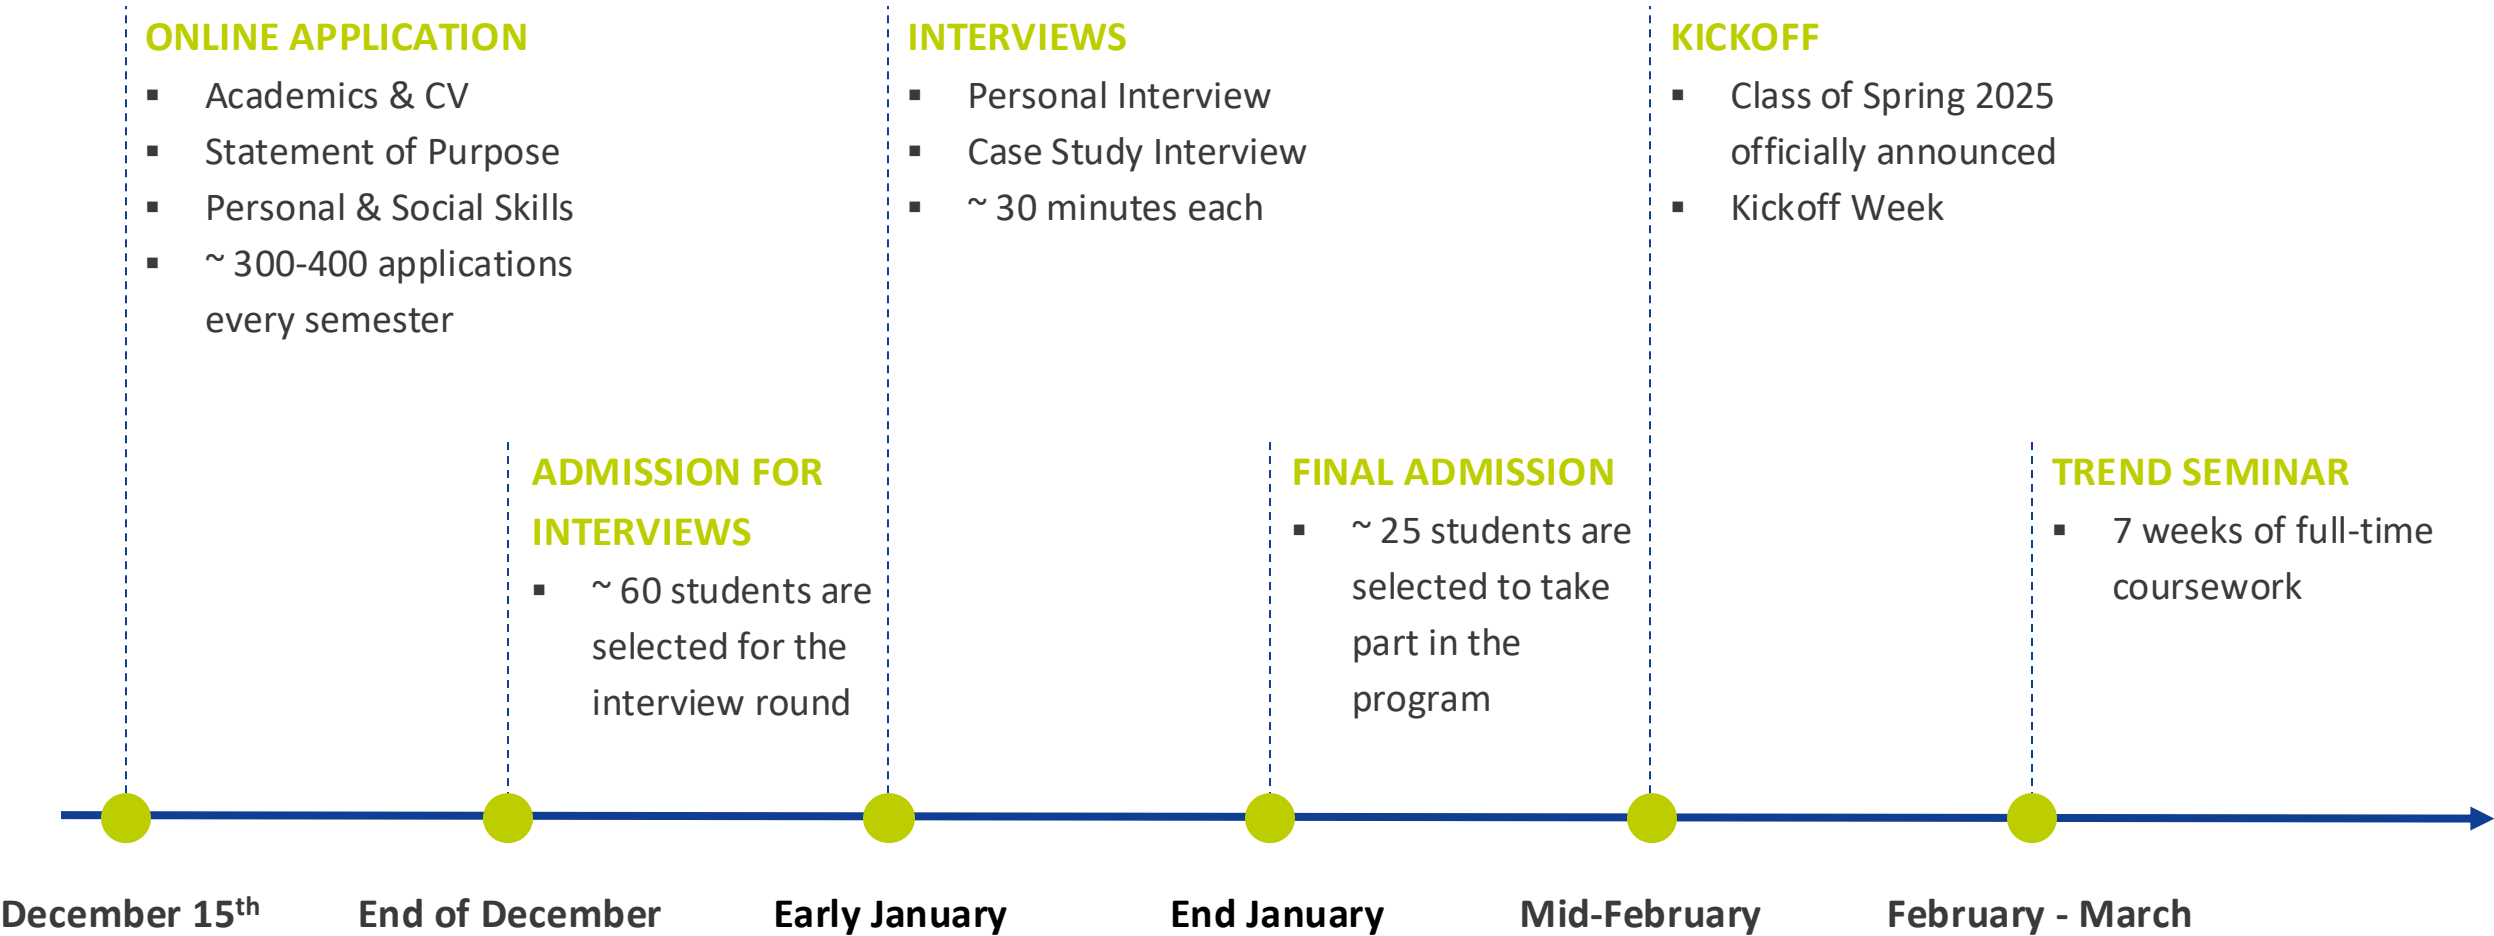 ONLINE APPLICATION
▪ Academics & CV
▪ Statement of Purpose
▪ Personal & Social Skills
▪ ~ 300-400 applications
every semester
INTERVIEWS
▪ Personal Interview
▪ Case Study Interview
▪ ~ 30 minutes each
KICKOFF
▪ Class of Spring 2025
officially announced
▪ Kickoff Week
ADMISSION FOR
INTERVIEWS
▪ ~ 60 students are
selected for the
interview round
FINAL ADMISSION
▪ ~ 25 students are
selected to take
part in the
program
TREND SEMINAR
▪ 7 weeks of full-time
coursework
December 15th
End of December
Early January
End January
Mid-February
February - March